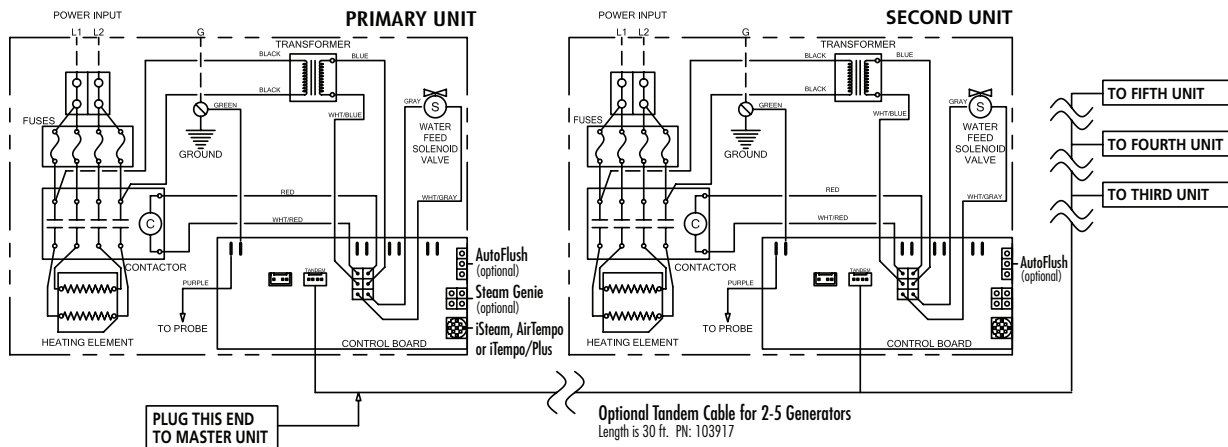 POWER INPUT
L1 L2
G
PRIMARY UNIT
TRANSFORMER
BLACK
BLUE
BLACK
GREEN
WHT/BLUE
GRAY
S
WATER
FEED
SOLENOID
VALVE
FUSES
GROUND
RED
WHT/GRAY
C
WHT/RED
CONTACTOR
TANDEM
PURPLE
TO PROBE
HEATING ELEMENT
CONTROL BOARD
AutoFlush
(optional)
Steam Genie
(optional)
iSteam, AirTempo
or iTempo/Plus
POWER INPUT
L1 L2
G
SECOND UNIT
TRANSFORMER
BLACK
BLUE
BLACK
GREEN
WHT/BLUE
GRAY
S
WATER
FEED
SOLENOID
VALVE
FUSES
GROUND
RED
WHT/GRAY
C
WHT/RED
CONTACTOR
TANDEM
PURPLE
TO PROBE
HEATING ELEMENT
CONTROL BOARD
AutoFlush
(optional)
TO FIFTH UNIT
TO FOURTH UNIT
TO THIRD UNIT
PLUG THIS END
TO MASTER UNIT
Optional Tandem Cable for 2-5 Generators
Length is 30 ft. PN: 103917